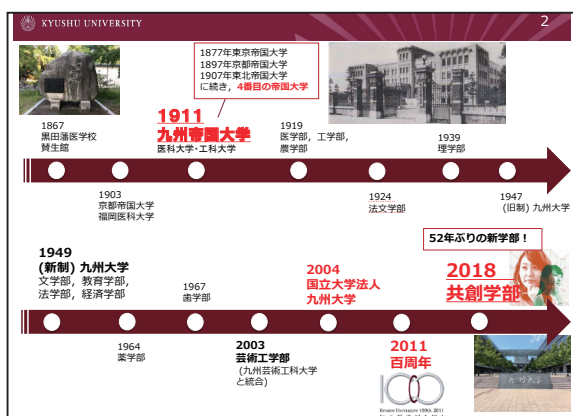 KYUSHU UNIVERSITY
2
1877年東京帝国大学
1897年京都帝国大学
1907年東北帝国大学
に続き，4番目の帝国大学
1867
黒田藩医学校
賛生館
1911
九州帝国大学
医科大学・工科大学
1919
医学部，工学部，
農学部
1939
理学部
1903
京都帝国大学
福岡医科大学
1924
法文学部
1947
(旧制) 九州大学
52年ぶりの新学部！
1949
(新制) 九州大学
文学部，教育学部，
法学部，経済学部
1967
歯学部
2004
国立大学法人
九州大学
2018
共創学部
1964
薬学部
2003
芸術工学部
(九州芸術工科大学
と統合)
2011
百周年
100
Kyushu University 100th 2011
九州大学